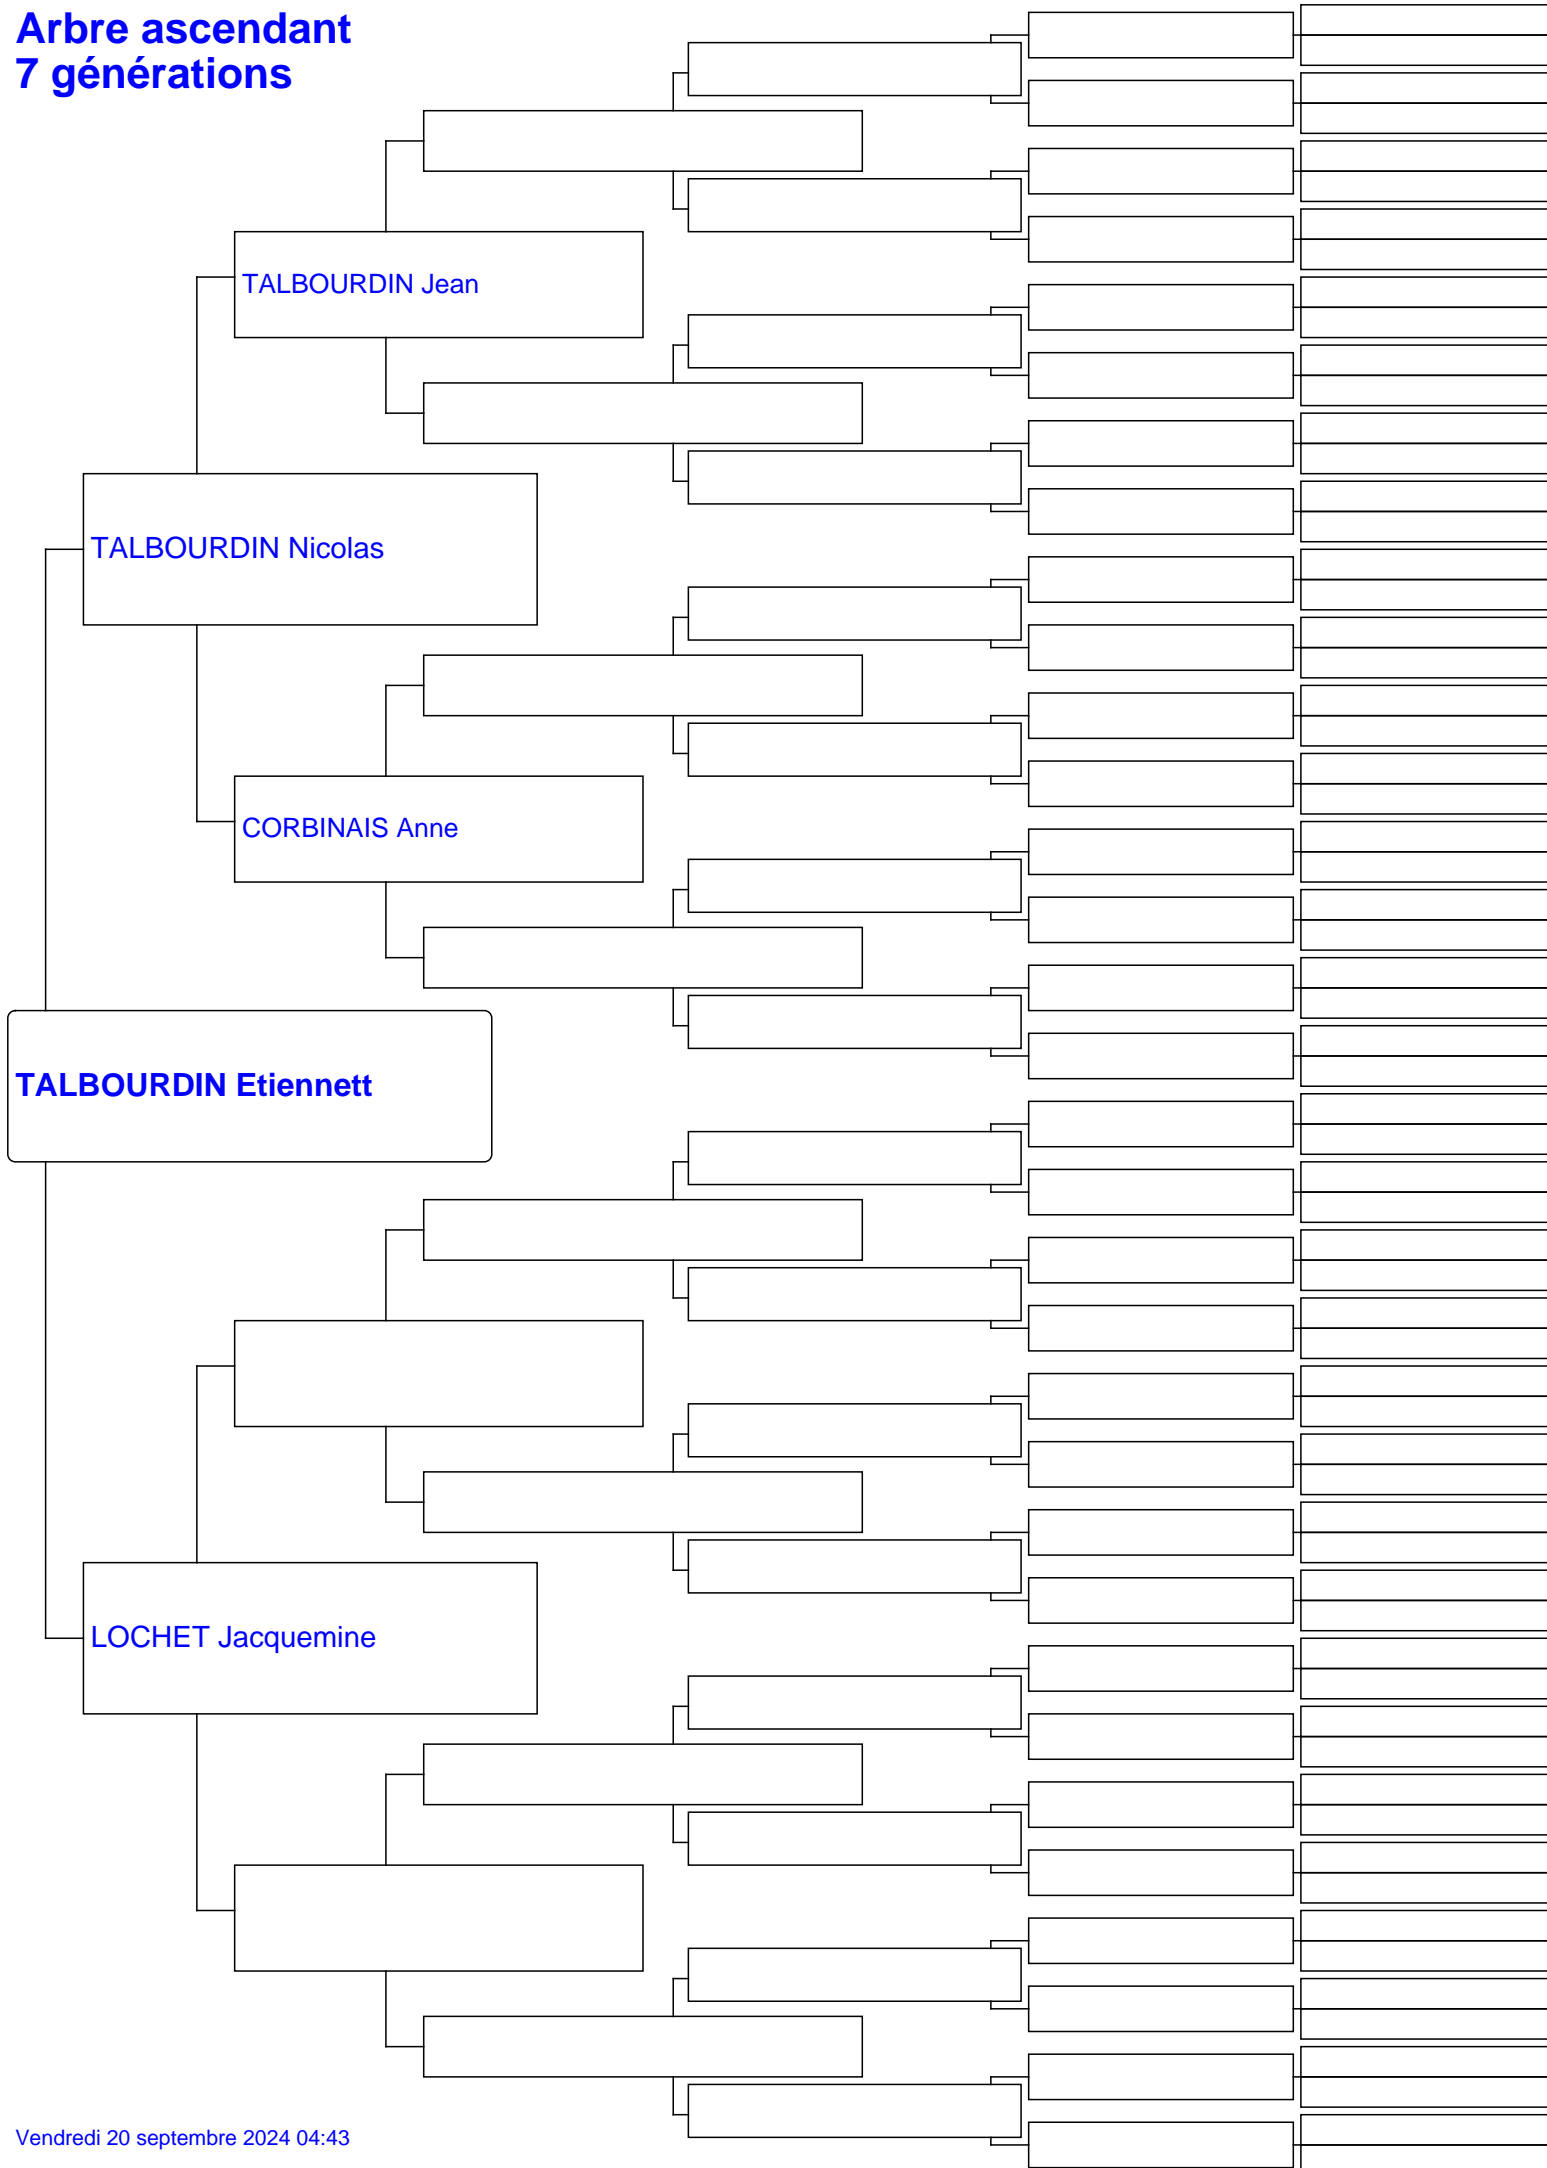 Arbre ascendant
7 générations
TALBOURDIN Jean
TALBOURDIN Nicolas
CORBINAIS Anne
TALBOURDIN Etiennett
LOCHET Jacquemine
Vendredi 20 septembre 2024 04:43